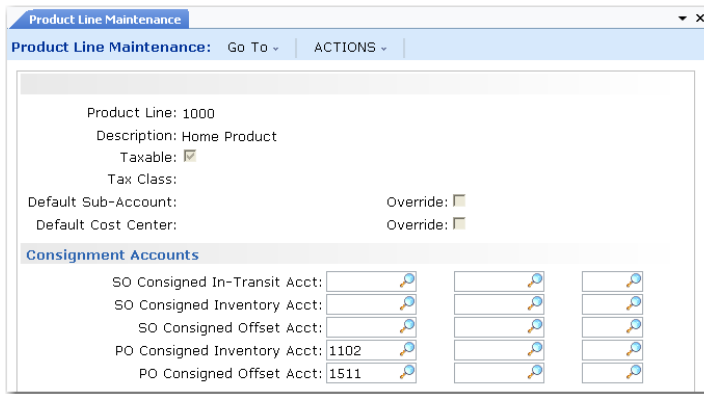 Product Line Maintenance
Product Line Maintenance: Go To ACTIONS
Product Line: 1000
Description: Home Product
Taxable:
Tax Class:
Default Sub-Account: Override:
Default Cost Center: Override:
Consignment Accounts
SO Consigned In-Transit Acct:
SO Consigned Inventory Acct:
SO Consigned Offset Acct:
PO Consigned Inventory Acct: 1102
PO Consigned Offset Acct: 1511